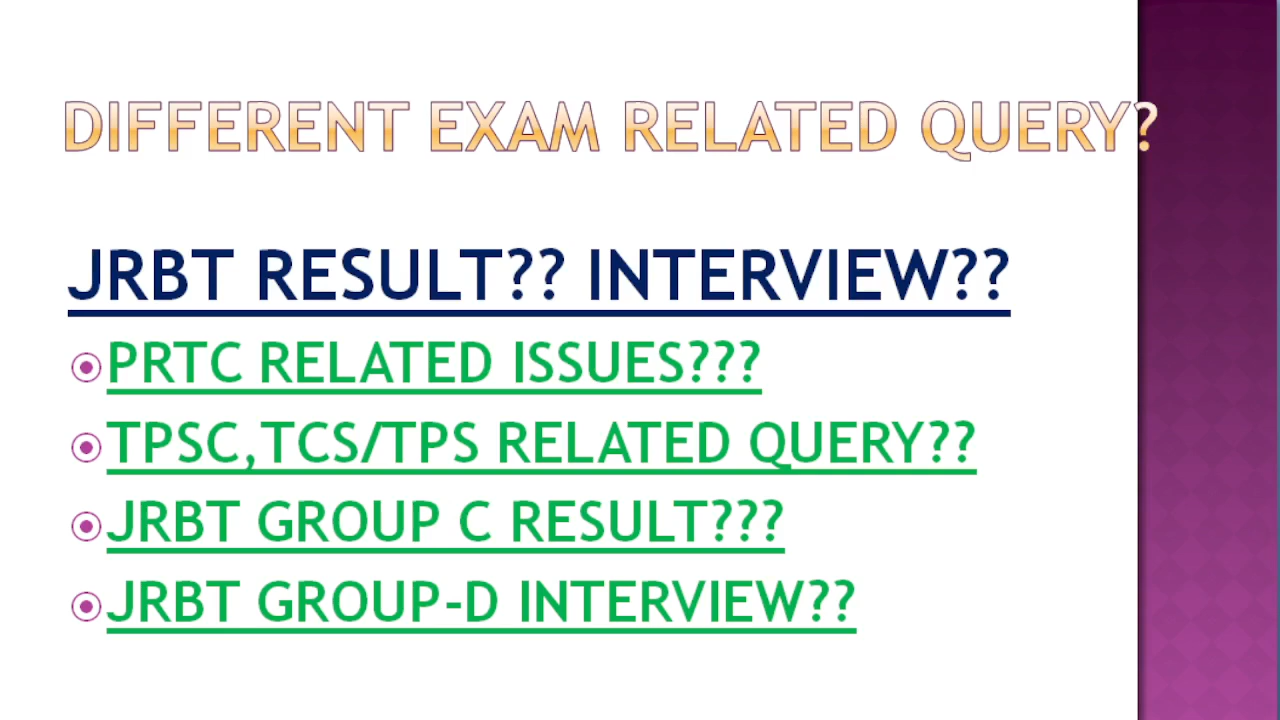 DIFFERENT EXAM RELATED QUERY?
JRBT RESULT?? INTERVIEW??
PRTC RELATED ISSUES???
TPSC,TCS/TPS RELATED QUERY??
JRBT GROUP C RESULT???
JRBT GROUP-D INTERVIEW??